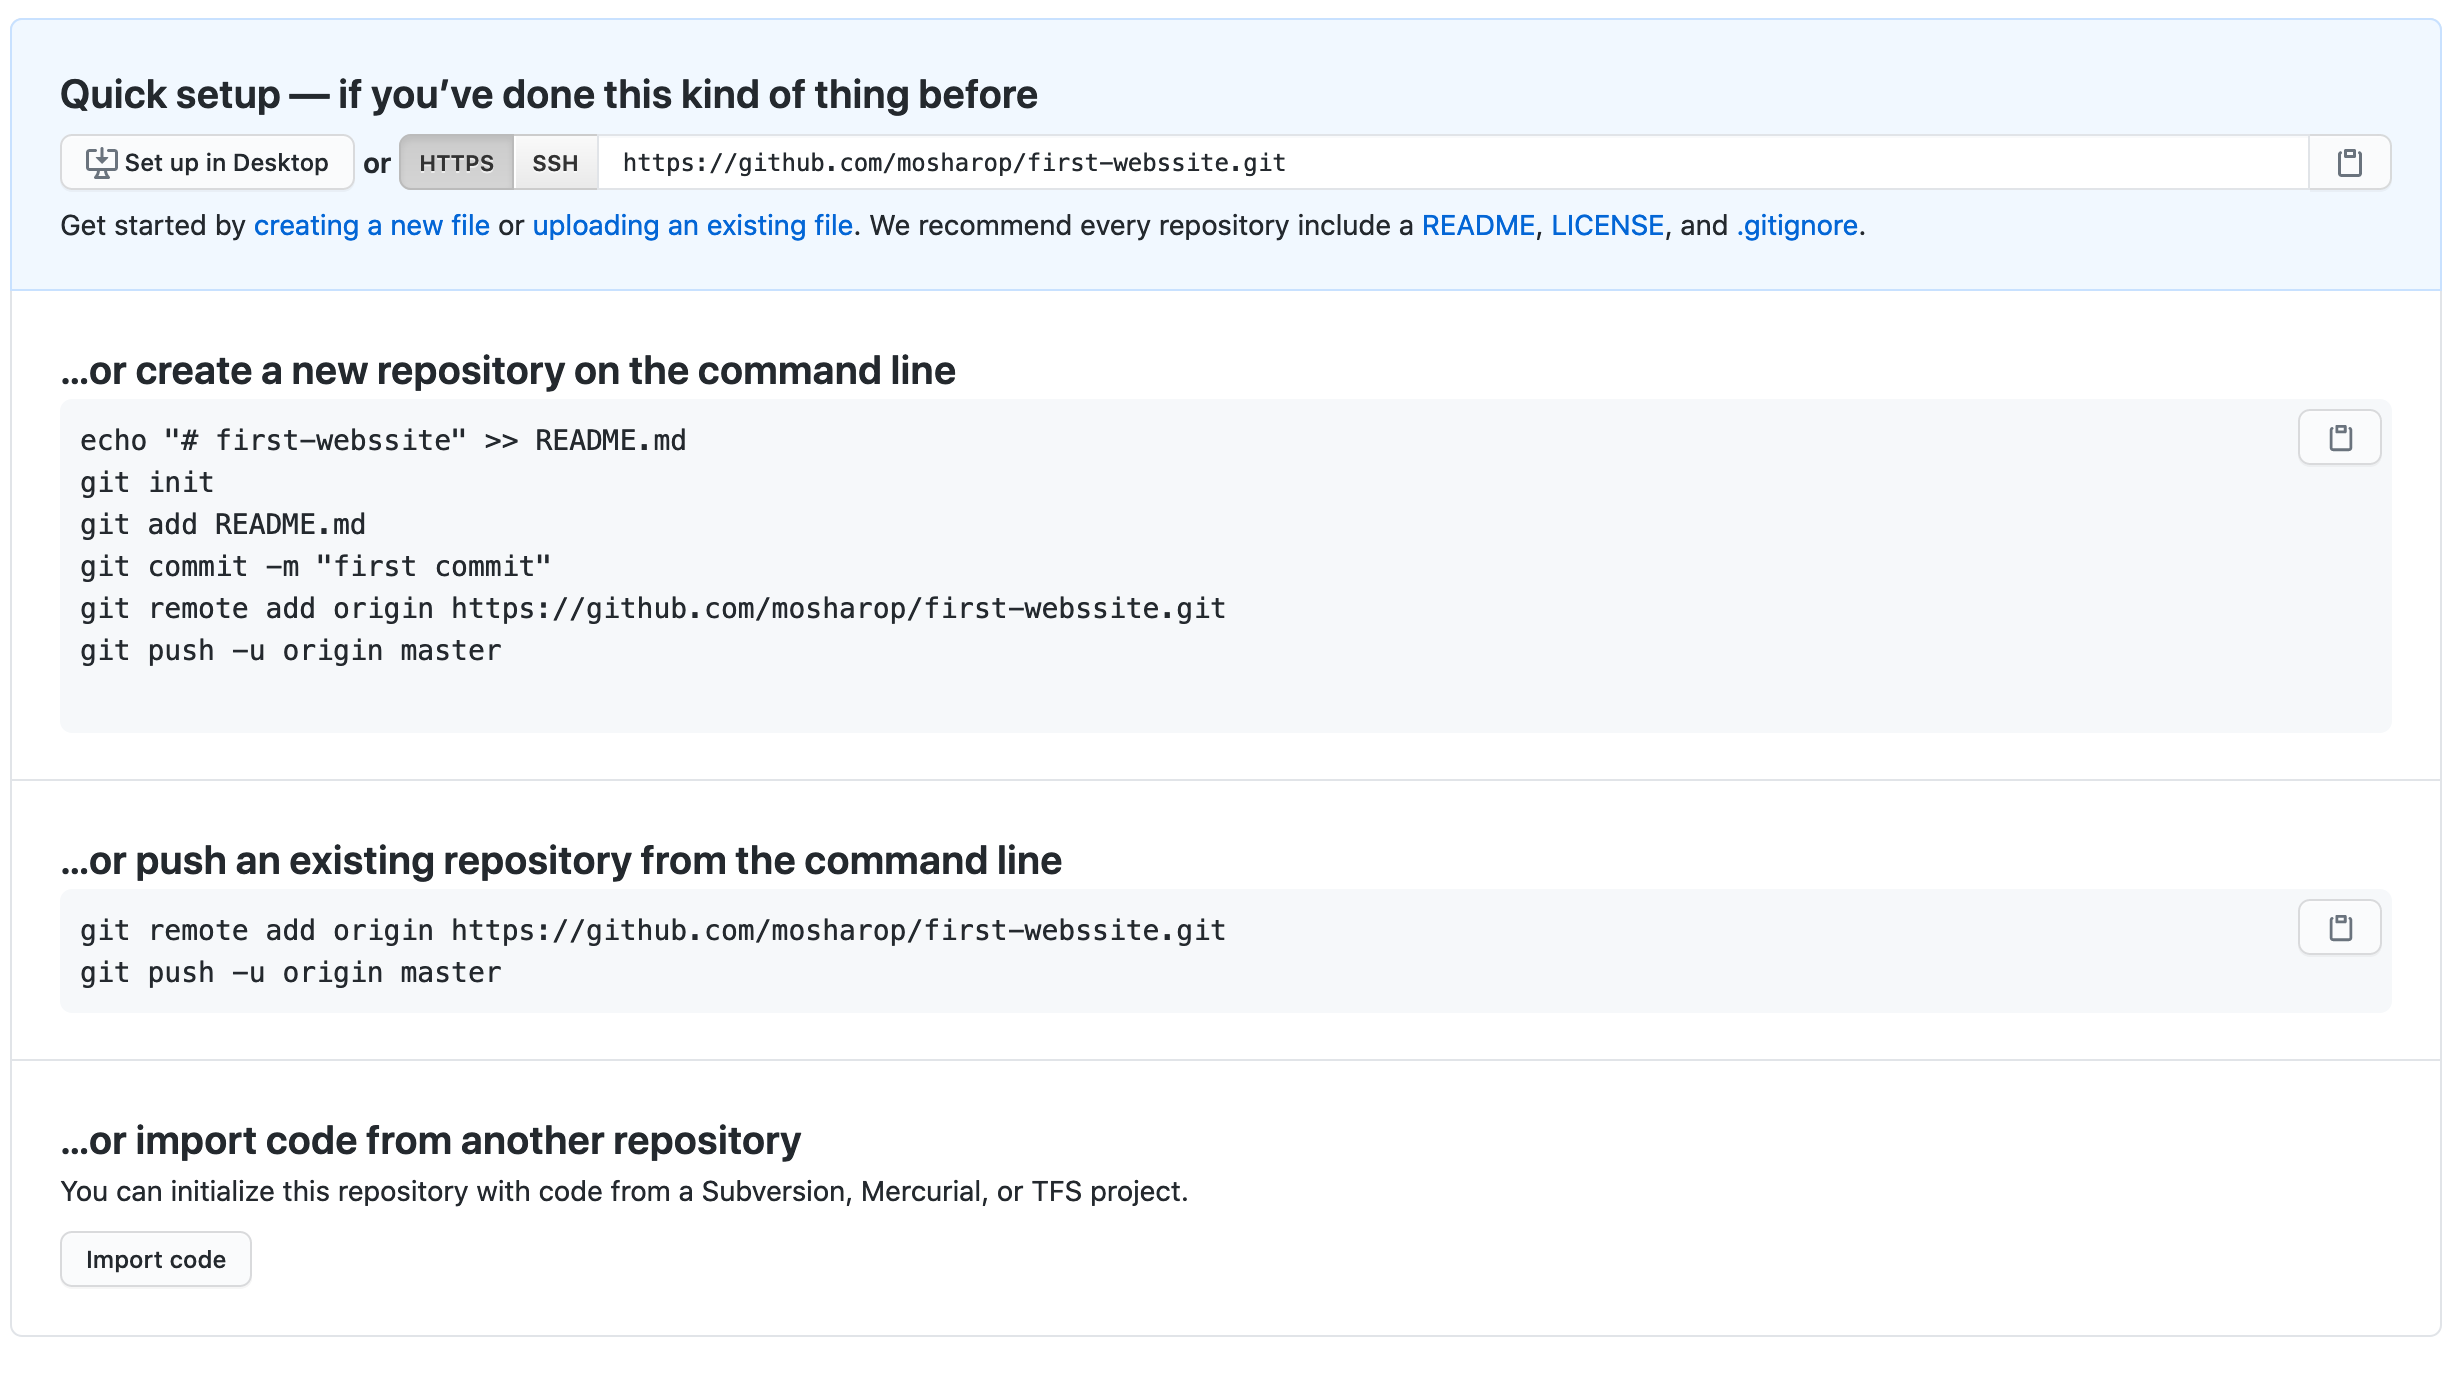 Quick setup — if you’ve done this kind of thing before
Set up in Desktop or HTTPS SSH https://github.com/mosharop/first-webssite.git
Get started by creating a new file or uploading an existing file. We recommend every repository include a README, LICENSE, and .gitignore.
…or create a new repository on the command line
echo "# first-webssite" >> README.md
git init
git add README.md
git commit -m "first commit"
git remote add origin https://github.com/mosharop/first-webssite.git
git push -u origin master
…or push an existing repository from the command line
git remote add origin https://github.com/mosharop/first-webssite.git
git push -u origin master
…or import code from another repository
You can initialize this repository with code from a Subversion, Mercurial, or TFS project.
Import code